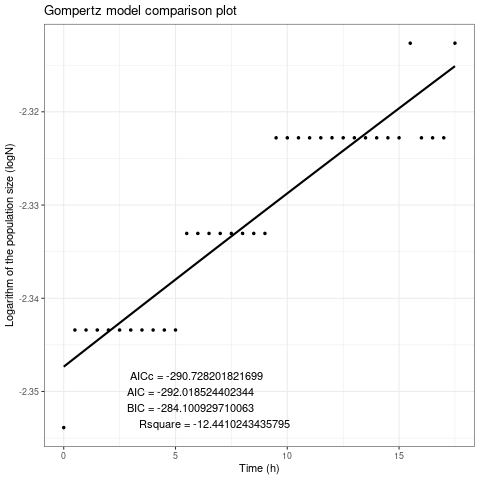 Gompertz model comparison plot
Logarithm of the population size (logN)
-2.32
-2.33
-2.34
-2.35
AICc = -290.728201821699
AIC = -292.018524402344
BIC = -284.100929710063
Rsquare = -12.4410243435795
0 5 10 15
Time (h)